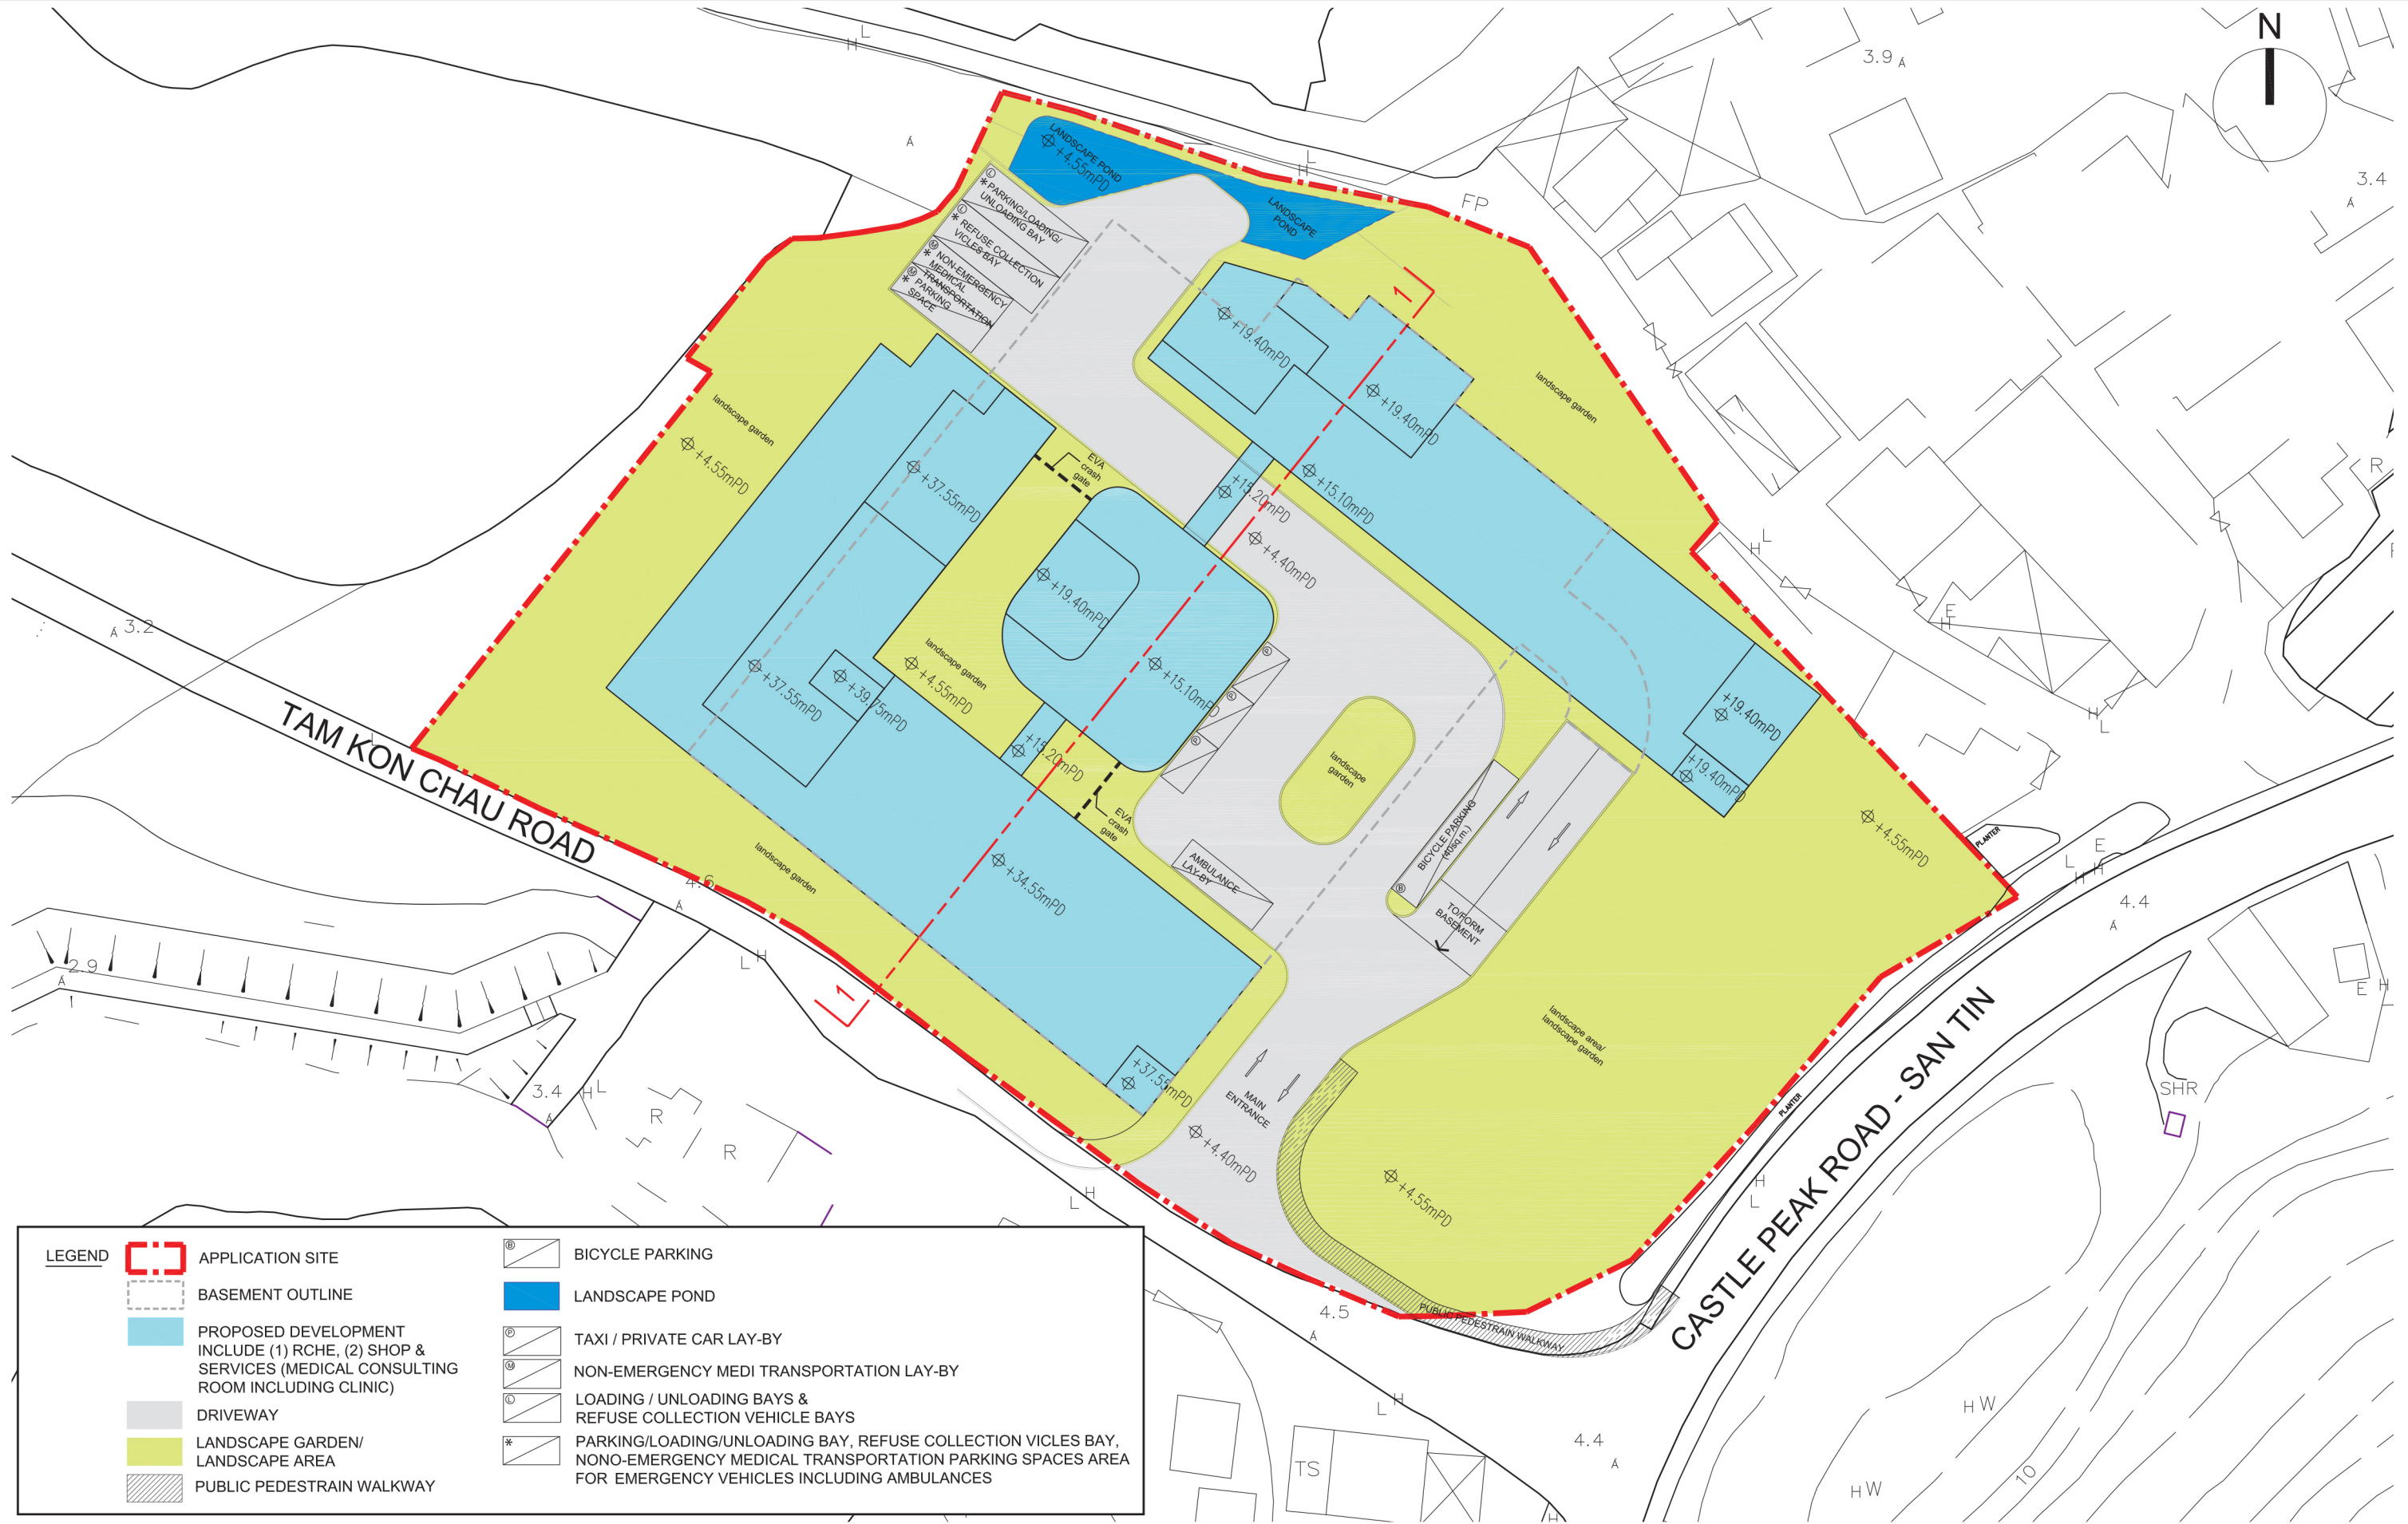 N
L
H
3.9
Á
3.4
Á
Á
L
H
FP
LANDSCAPE POND
+4.55mPD
LANDSCAPE
POND
Ⓛ
* PARKING/LOADING/
UNLOADING BAY
Ⓛ
* REFUSE COLLECTION
VICLES BAY
Ⓜ
* NON-EMERGENCY
MEDIICAL
Ⓜ TRANSPORTATION
* PARKING
SPACE
1
+19.40mPD
+19.40mPD
landscape garden
landscape garden
+4.55mPD
EVA
crash
gate
+37.55mPD
+15.20mPD
+15.10mPD
+4.40mPD
R
H L
E
H
3.2
Á
+19.40mPD
+15.10mPD
landscape garden
+4.55mPD
+37.55mPD
+39.75mPD
+15.20mPD
Ⓟ
Ⓟ
Ⓟ
landscape
garden
+19.40mPD
+19.40mPD
H L
TAM KON CHAU ROAD
L
EVA
crash
gate
BICYCLE PARKING
(40sq.m.)
Ⓑ
AMBULANCE
LAY-BY
TO/FORM
BASEMENT
+4.55mPD
PLANTER
E
L
H H
4.4
Á
landscape garden
+34.55mPD
4.6
Á
L H
2.9
Á
1
landscape area/
landscape garden
E
H
+37.55mPD
MAIN
ENTRANCE
+4.40mPD
+4.55mPD
PLANTER
CASTLE PEAK ROAD - SAN TIN
SHR
3.4
Á
H L
R
R
H
L
L H
4.5
Á
PUBLIC PEDESTRAIN WALKWAY
L H
TS
4.4
Á
H W
H W
10
H
LEGEND
APPLICATION SITE
BASEMENT OUTLINE
PROPOSED DEVELOPMENT
INCLUDE (1) RCHE, (2) SHOP &
SERVICES (MEDICAL CONSULTING
ROOM INCLUDING CLINIC)
DRIVEWAY
LANDSCAPE GARDEN/
LANDSCAPE AREA
PUBLIC PEDESTRAIN WALKWAY
Ⓑ
BICYCLE PARKING
LANDSCAPE POND
Ⓟ
TAXI / PRIVATE CAR LAY-BY
Ⓜ
NON-EMERGENCY MEDI TRANSPORTATION LAY-BY
Ⓛ
LOADING / UNLOADING BAYS &
REFUSE COLLECTION VEHICLE BAYS
*
PARKING/LOADING/UNLOADING BAY, REFUSE COLLECTION VICLES BAY,
NONO-EMERGENCY MEDICAL TRANSPORTATION PARKING SPACES AREA
FOR EMERGENCY VEHICLES INCLUDING AMBULANCES